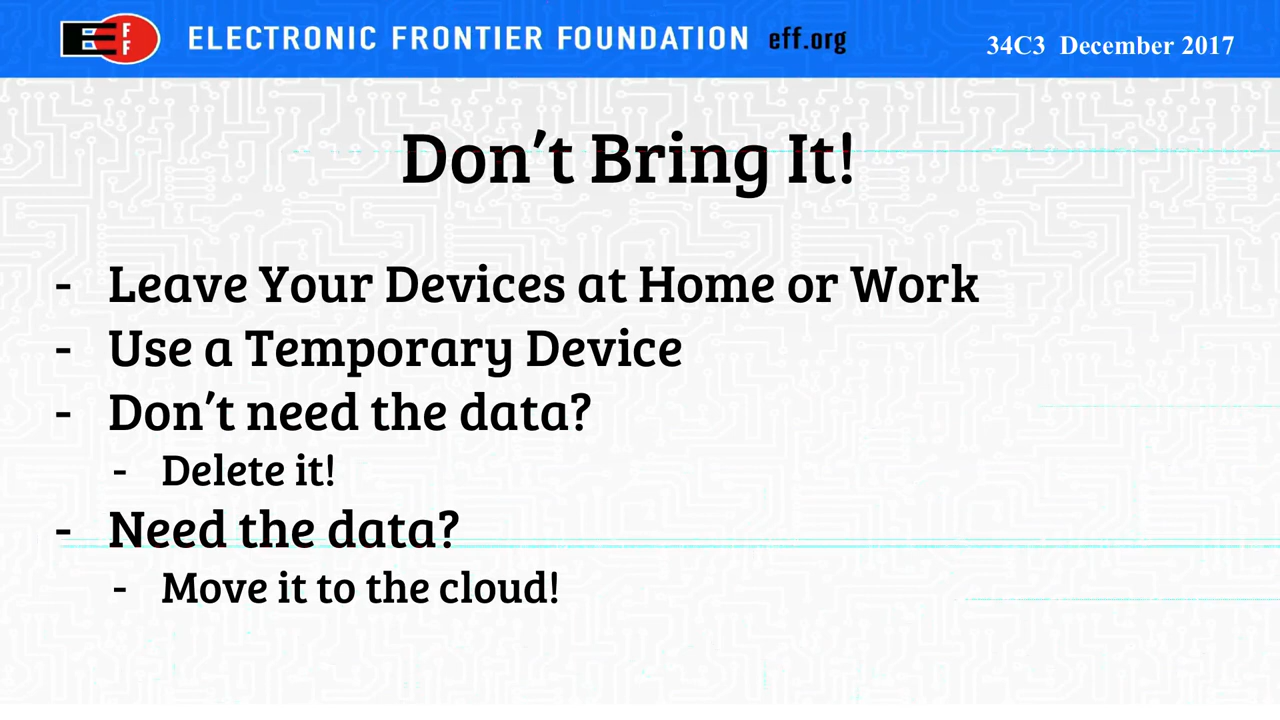 EFF ELECTRONIC FRONTIER FOUNDATION eff.org 34C3 December 2017
Don't Bring It!
- Leave Your Devices at Home or Work
- Use a Temporary Device
- Don't need the data?
- Delete it!
- Need the data?
- Move it to the cloud!